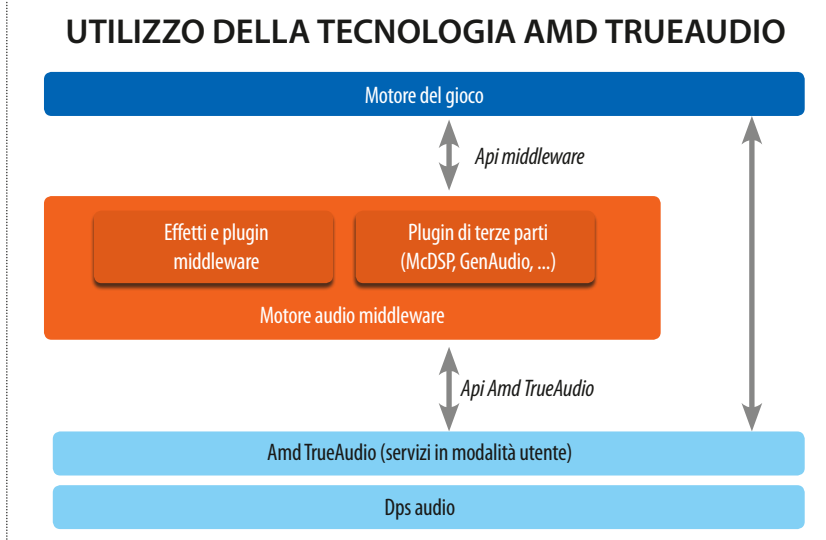 UTILIZZO DELLA TECNOLOGIA AMD TRUEAUDIO
Motore del gioco
Api middleware
Effetti e plugin
middleware
Plugin di terze parti
(McDSP, GenAudio, ...)
Motore audio middleware
Api Amd TrueAudio
Amd TrueAudio (servizi in modalità utente)
Dps audio